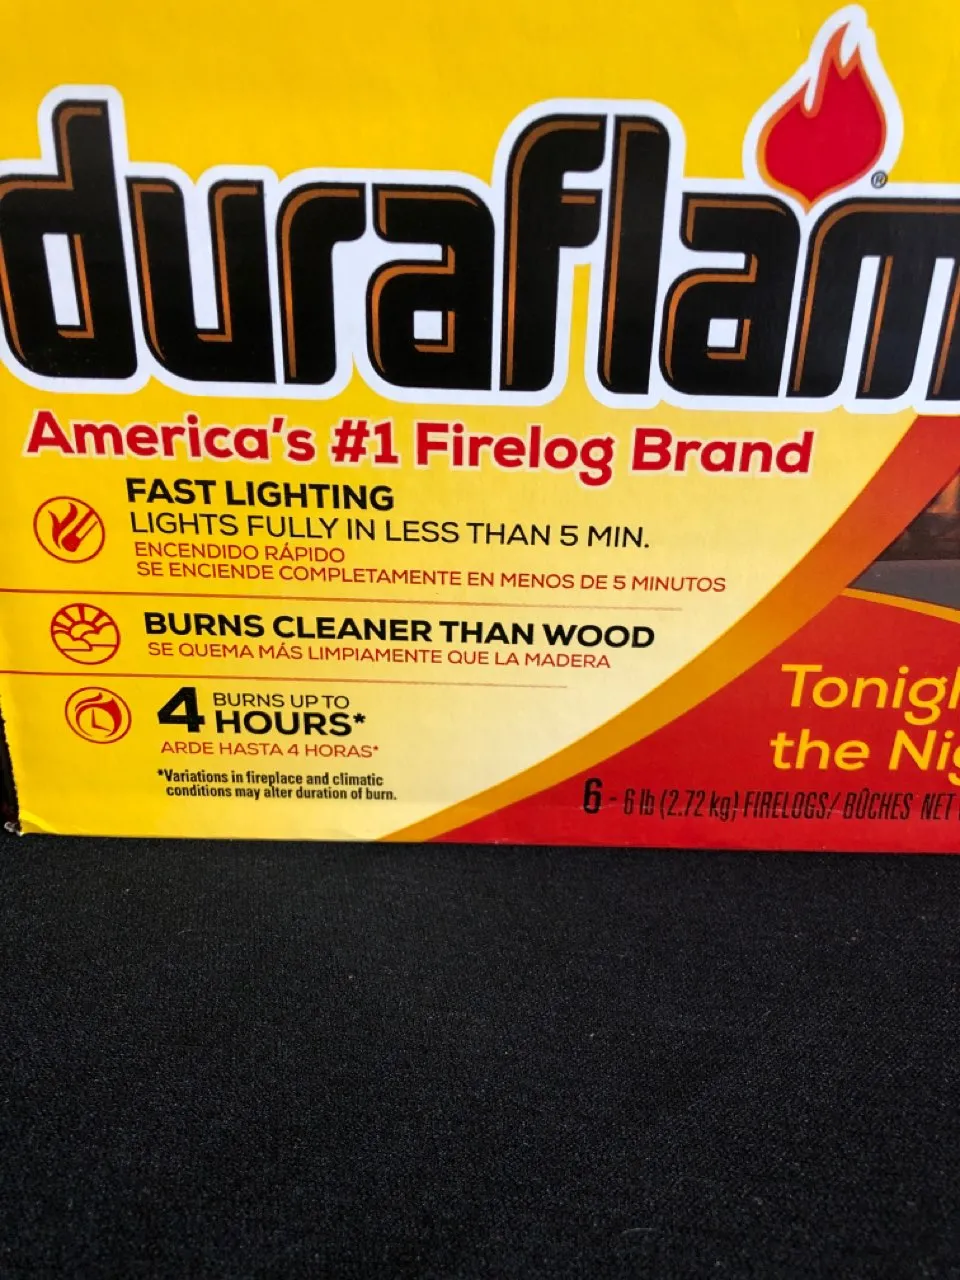 duraflam
®
America's #1 Firelog Brand
FAST LIGHTING
LIGHTS FULLY IN LESS THAN 5 MIN.
ENCENDIDO RÁPIDO
SE ENCIENDE COMPLETAMENTE EN MENOS DE 5 MINUTOS
BURNS CLEANER THAN WOOD
SE QUEMA MÁS LIMPIAMENTE QUE LA MADERA
4 BURNS UP TO
HOURS*
ARDE HASTA 4 HORAS*
*Variations in fireplace and climatic
conditions may alter duration of burn.
Tonigh
the Nig
6 - 6 lb (2.72 kg) FIRELOGS/ BÛCHES NET